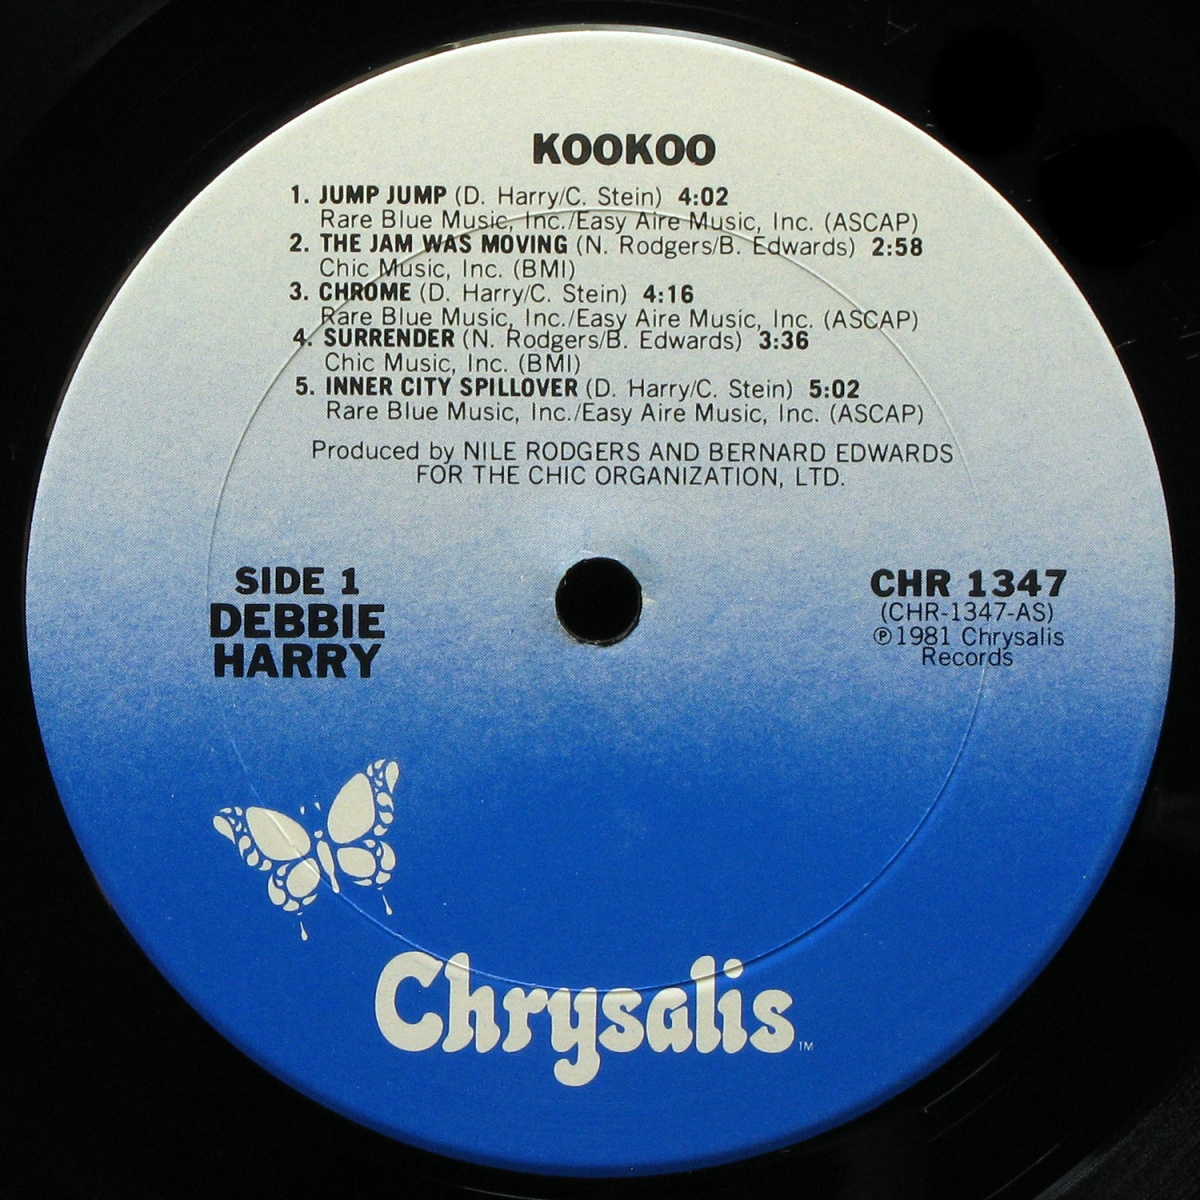 KOOKOO
1. JUMP JUMP (D. Harry/C. Stein) 4:02
Rare Blue Music, Inc./Easy Aire Music, Inc. (ASCAP)
2. THE JAM WAS MOVING (N. Rodgers/B. Edwards) 2:58
Chic Music, Inc. (BMI)
3. CHROME (D. Harry/C. Stein) 4:16
Rare Blue Music, Inc./Easy Aire Music, Inc. (ASCAP)
4. SURRENDER (N. Rodgers/B. Edwards) 3:36
Chic Music, Inc. (BMI)
5. INNER CITY SPILLOVER (D. Harry/C. Stein) 5:02
Rare Blue Music, Inc./Easy Aire Music, Inc. (ASCAP)
Produced by NILE RODGERS AND BERNARD EDWARDS
FOR THE CHIC ORGANIZATION, LTD.
SIDE 1
DEBBIE
HARRY
CHR 1347
(CHR-1347-AS)
℗1981 Chrysalis
Records
Chrysalis™